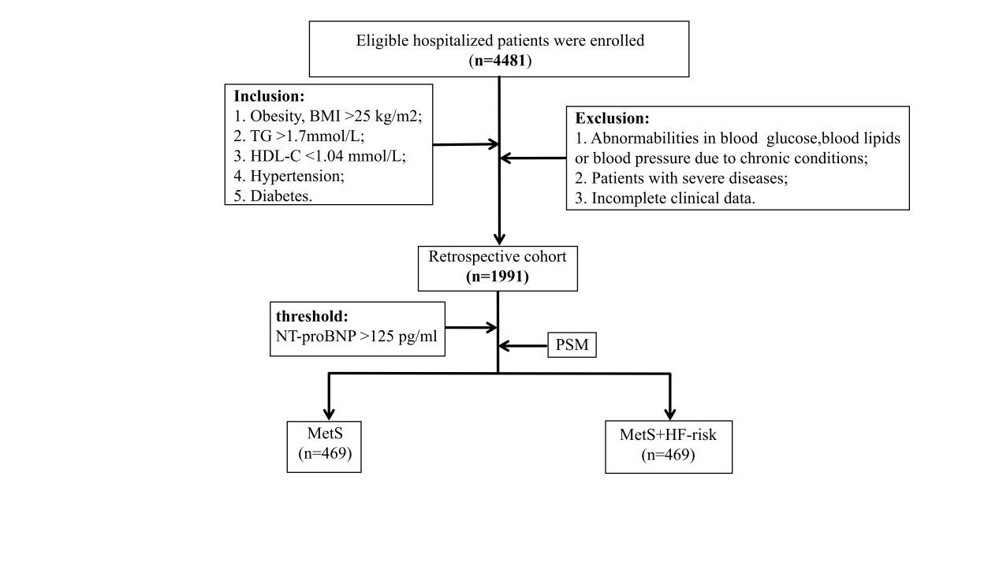 Eligible hospitalized patients were enrolled
(n=4481)
Inclusion:
1. Obesity, BMI >25 kg/m2;
2. TG >1.7mmol/L;
3. HDL-C <1.04 mmol/L;
4. Hypertension;
5. Diabetes.
Exclusion:
1. Abnormabilities in blood  glucose,blood lipids
or blood pressure due to chronic conditions;
2. Patients with severe diseases;
3. Incomplete clinical data.
Retrospective cohort
(n=1991)
threshold:
NT-proBNP >125 pg/ml
PSM
MetS
(n=469)
MetS+HF-risk
(n=469)